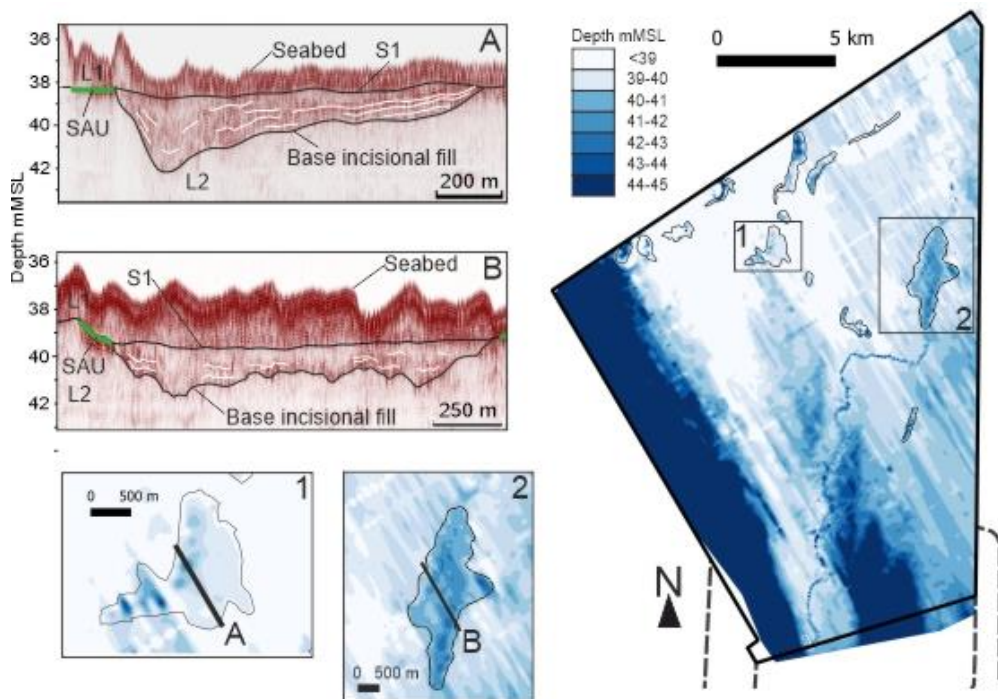 36
38
40
42
Seabed
S1
A
L1
SAU
Base incisional fill
L2
200 m
Depth mMSL
36
38
40
42
S1
Seabed
B
SAU
L2
Base incisional fill
250 m
0 500 m
1
A
2
B
0 500 m
Depth mMSL
<39
39-40
40-41
41-42
42-43
43-44
44-45
0 5 km
1
2
N